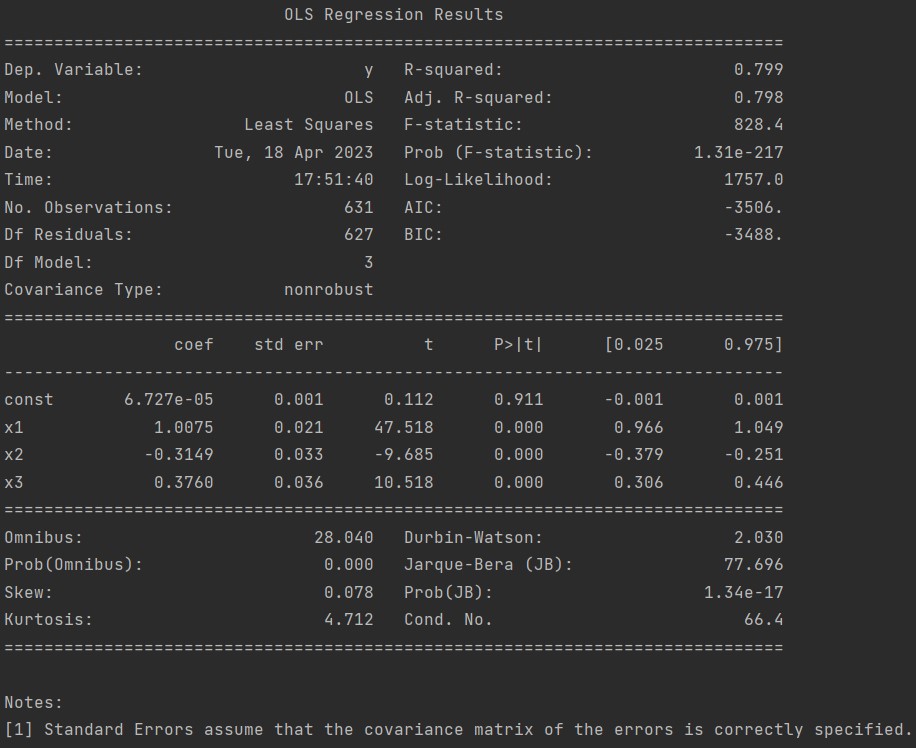 OLS Regression Results
==============================================================================
Dep. Variable:                      y   R-squared:                       0.799
Model:                            OLS   Adj. R-squared:                  0.798
Method:                 Least Squares   F-statistic:                     828.4
Date:                Tue, 18 Apr 2023   Prob (F-statistic):          1.31e-217
Time:                        17:51:40   Log-Likelihood:                 1757.0
No. Observations:                 631   AIC:                            -3506.
Df Residuals:                     627   BIC:                            -3488.
Df Model:                           3
Covariance Type:            nonrobust
==============================================================================
                 coef    std err          t      P>|t|      [0.025      0.975]
------------------------------------------------------------------------------
const       6.727e-05      0.001      0.112      0.911      -0.001       0.001
x1             1.0075      0.021     47.518      0.000       0.966       1.049
x2            -0.3149      0.033     -9.685      0.000      -0.379      -0.251
x3             0.3760      0.036     10.518      0.000       0.306       0.446
==============================================================================
Omnibus:                       28.040   Durbin-Watson:                   2.030
Prob(Omnibus):                  0.000   Jarque-Bera (JB):               77.696
Skew:                           0.078   Prob(JB):                     1.34e-17
Kurtosis:                       4.712   Cond. No.                         66.4
==============================================================================

Notes:
[1] Standard Errors assume that the covariance matrix of the errors is correctly specified.